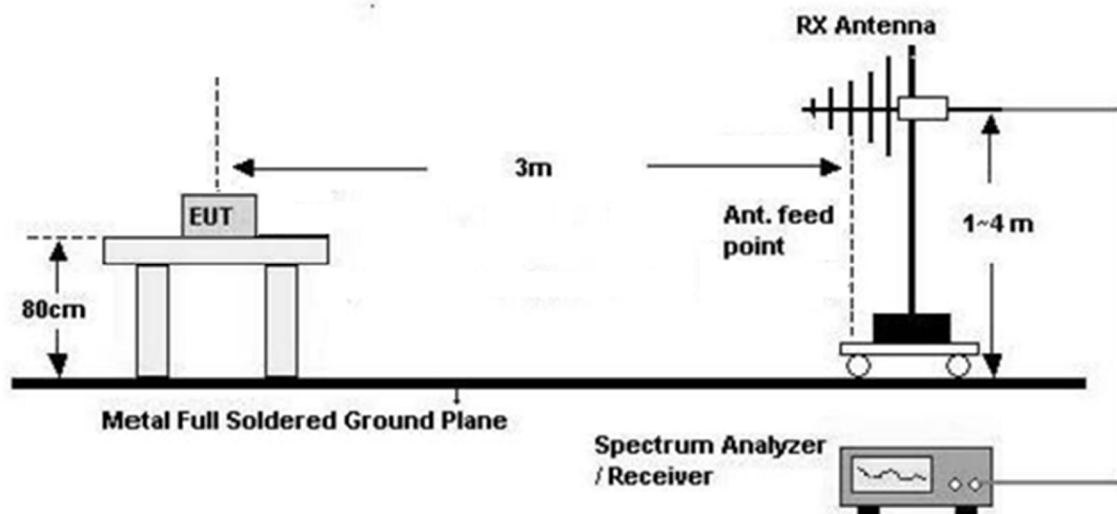 RX Antenna
3m
EUT
Ant. feed
point
1~4 m
80cm
Metal Full Soldered Ground Plane
Spectrum Analyzer
/ Receiver